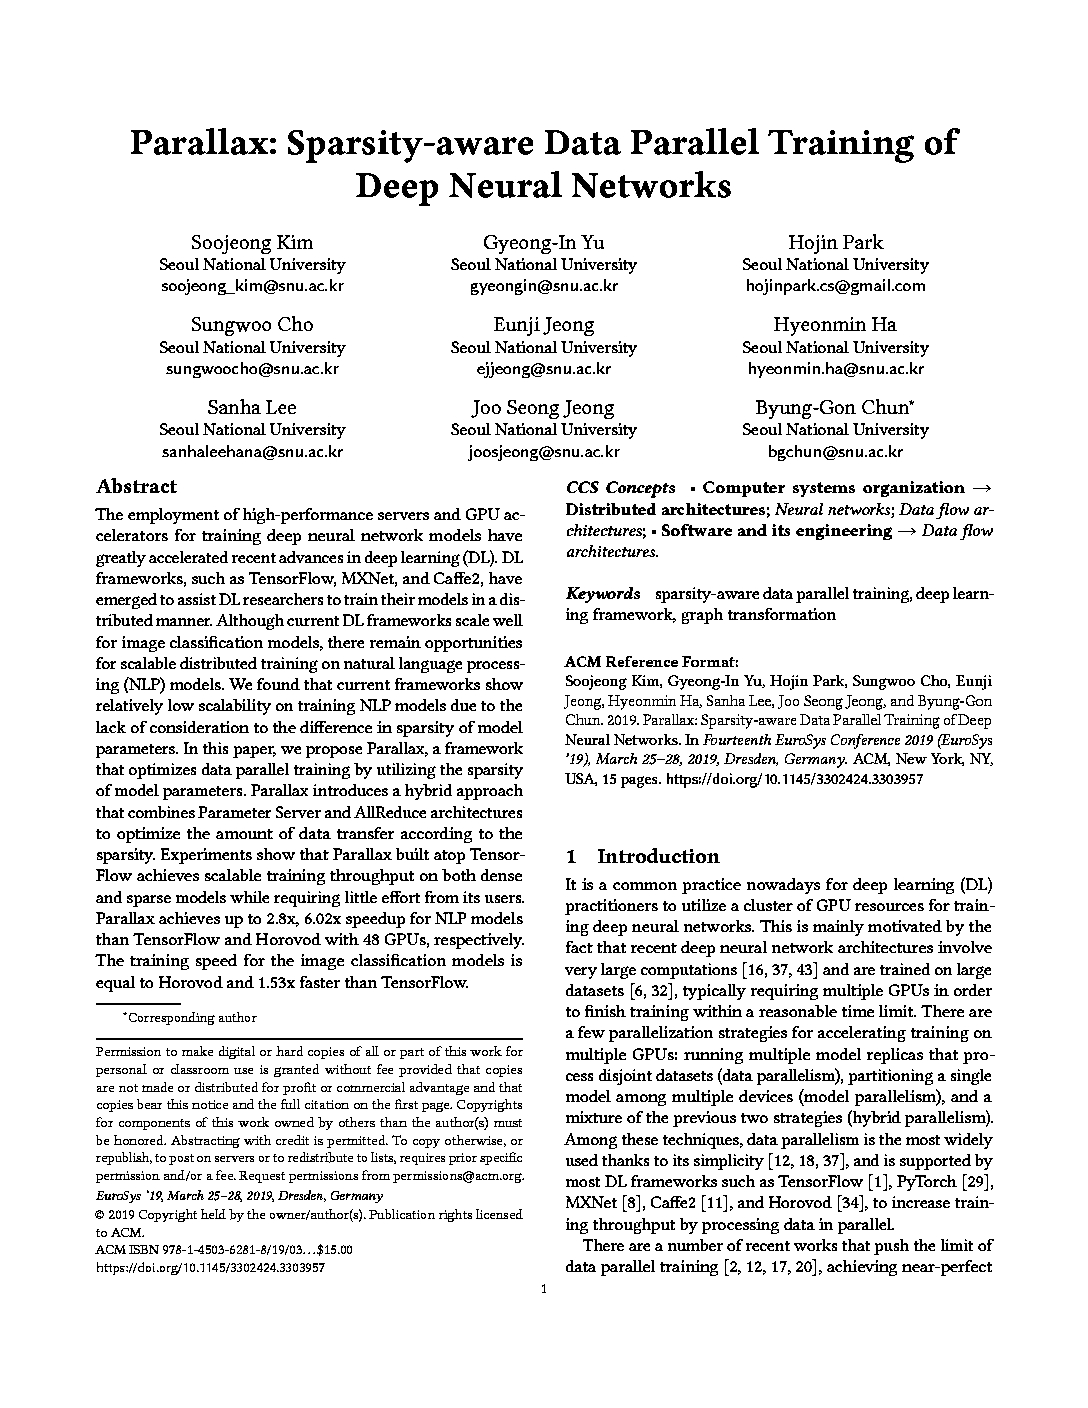 Parallax: Sparsity-aware Data Parallel Training of
Deep Neural Networks
Soojeong Kim
Seoul National University
soojeong_kim@snu.ac.kr
Gyeong-In Yu
Seoul National University
gyeongin@snu.ac.kr
Hojin Park
Seoul National University
hojinpark.cs@gmail.com
Sungwoo Cho
Seoul National University
sungwoocho@snu.ac.kr
Eunji Jeong
Seoul National University
ejjeong@snu.ac.kr
Hyeonmin Ha
Seoul National University
hyeonmin.ha@snu.ac.kr
Sanha Lee
Seoul National University
sanhaleehana@snu.ac.kr
Joo Seong Jeong
Seoul National University
joosjeong@snu.ac.kr
Byung-Gon Chun*
Seoul National University
bgchun@snu.ac.kr
Abstract
The employment of high-performance servers and GPU ac-
celerators for training deep neural network models have
greatly accelerated recent advances in deep learning (DL). DL
frameworks, such as TensorFlow, MXNet, and Caffe2, have
emerged to assist DL researchers to train their models in a dis-
tributed manner. Although current DL frameworks scale well
for image classification models, there remain opportunities
for scalable distributed training on natural language process-
ing (NLP) models. We found that current frameworks show
relatively low scalability on training NLP models due to the
lack of consideration to the difference in sparsity of model
parameters. In this paper, we propose Parallax, a framework
that optimizes data parallel training by utilizing the sparsity
of model parameters. Parallax introduces a hybrid approach
that combines Parameter Server and AllReduce architectures
to optimize the amount of data transfer according to the
sparsity. Experiments show that Parallax built atop Tensor-
Flow achieves scalable training throughput on both dense
and sparse models while requiring little effort from its users.
Parallax achieves up to 2.8x, 6.02x speedup for NLP models
than TensorFlow and Horovod with 48 GPUs, respectively.
The training speed for the image classification models is
equal to Horovod and 1.53x faster than TensorFlow.
*Corresponding author
Permission to make digital or hard copies of all or part of this work for
personal or classroom use is granted without fee provided that copies
are not made or distributed for profit or commercial advantage and that
copies bear this notice and the full citation on the first page. Copyrights
for components of this work owned by others than the author(s) must
be honored. Abstracting with credit is permitted. To copy otherwise, or
republish, to post on servers or to redistribute to lists, requires prior specific
permission and/or a fee. Request permissions from permissions@acm.org.
EuroSys '19, March 25–28, 2019, Dresden, Germany
© 2019 Copyright held by the owner/author(s). Publication rights licensed
to ACM.
ACM ISBN 978-1-4503-6281-8/19/03...$15.00
https://doi.org/10.1145/3302424.3303957
CCS Concepts • Computer systems organization →
Distributed architectures; Neural networks; Data flow ar-
chitectures; • Software and its engineering → Data flow
architectures.
Keywords sparsity-aware data parallel training, deep learn-
ing framework, graph transformation
ACM Reference Format:
Soojeong Kim, Gyeong-In Yu, Hojin Park, Sungwoo Cho, Eunji
Jeong, Hyeonmin Ha, Sanha Lee, Joo Seong Jeong, and Byung-Gon
Chun. 2019. Parallax: Sparsity-aware Data Parallel Training of Deep
Neural Networks. In Fourteenth EuroSys Conference 2019 (EuroSys
'19), March 25–28, 2019, Dresden, Germany. ACM, New York, NY,
USA, 15 pages. https://doi.org/10.1145/3302424.3303957
1 Introduction
It is a common practice nowadays for deep learning (DL)
practitioners to utilize a cluster of GPU resources for train-
ing deep neural networks. This is mainly motivated by the
fact that recent deep neural network architectures involve
very large computations [16, 37, 43] and are trained on large
datasets [6, 32], typically requiring multiple GPUs in order
to finish training within a reasonable time limit. There are
a few parallelization strategies for accelerating training on
multiple GPUs: running multiple model replicas that pro-
cess disjoint datasets (data parallelism), partitioning a single
model among multiple devices (model parallelism), and a
mixture of the previous two strategies (hybrid parallelism).
Among these techniques, data parallelism is the most widely
used thanks to its simplicity [12, 18, 37], and is supported by
most DL frameworks such as TensorFlow [1], PyTorch [29],
MXNet [8], Caffe2 [11], and Horovod [34], to increase train-
ing throughput by processing data in parallel.
There are a number of recent works that push the limit of
data parallel training [2, 12, 17, 20], achieving near-perfect
1